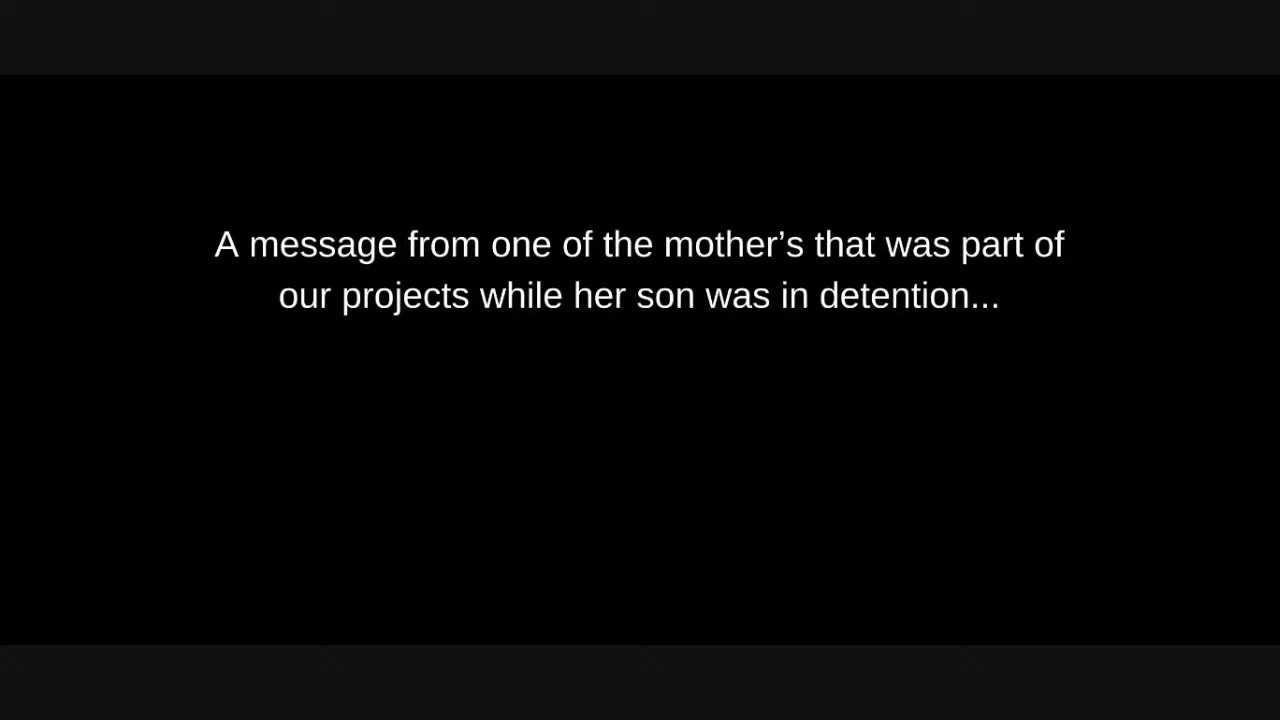 A message from one of the mother’s that was part of
our projects while her son was in detention...